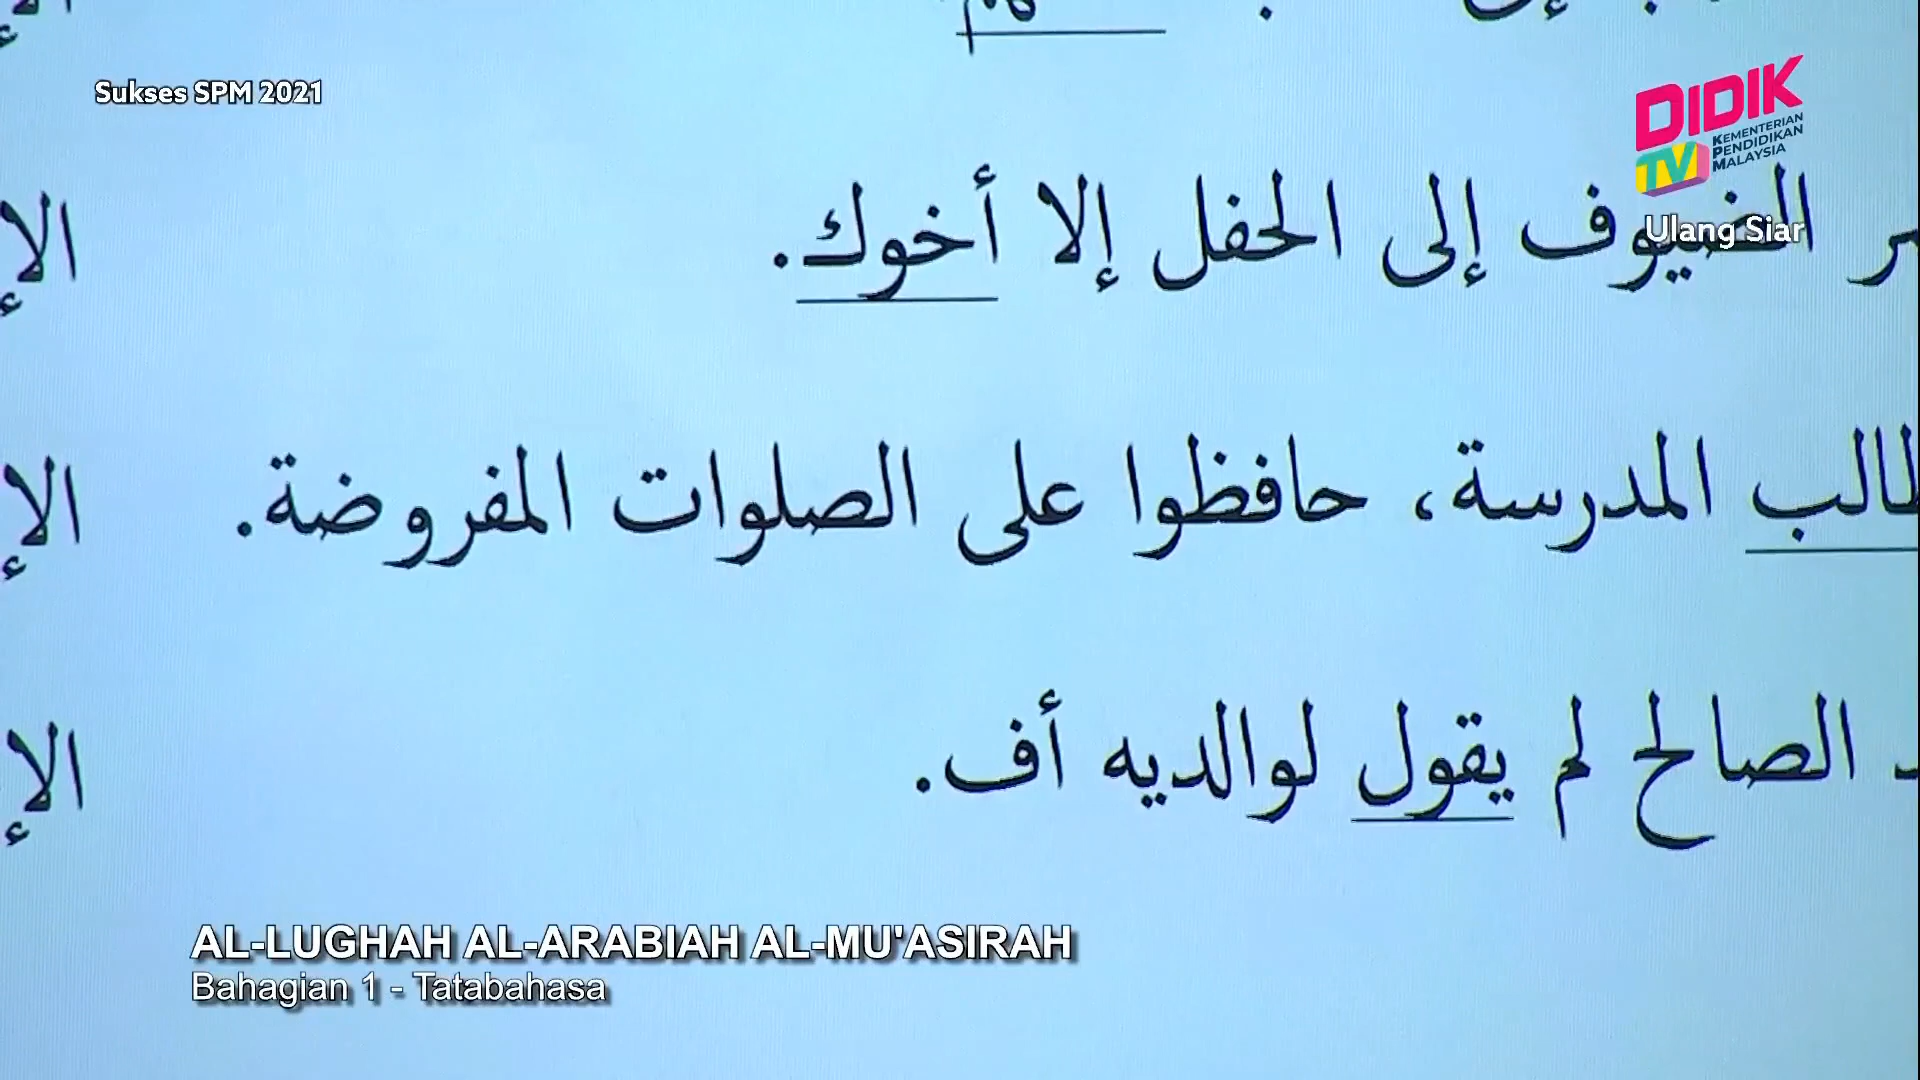 Sukses SPM 2021
DIDIK
TV KEMENTERIAN
PENDIDIKAN
MALAYSIA
Ulang Siar
الضيوف إلى الحفل إلا أخوك.
المدرسة، حافظوا على الصلوات المفروضة.
الصالح لم يقول لوالديه أف.
AL-LUGHAH AL-ARABIAH AL-MU'ASIRAH
Bahagian 1 - Tatabahasa